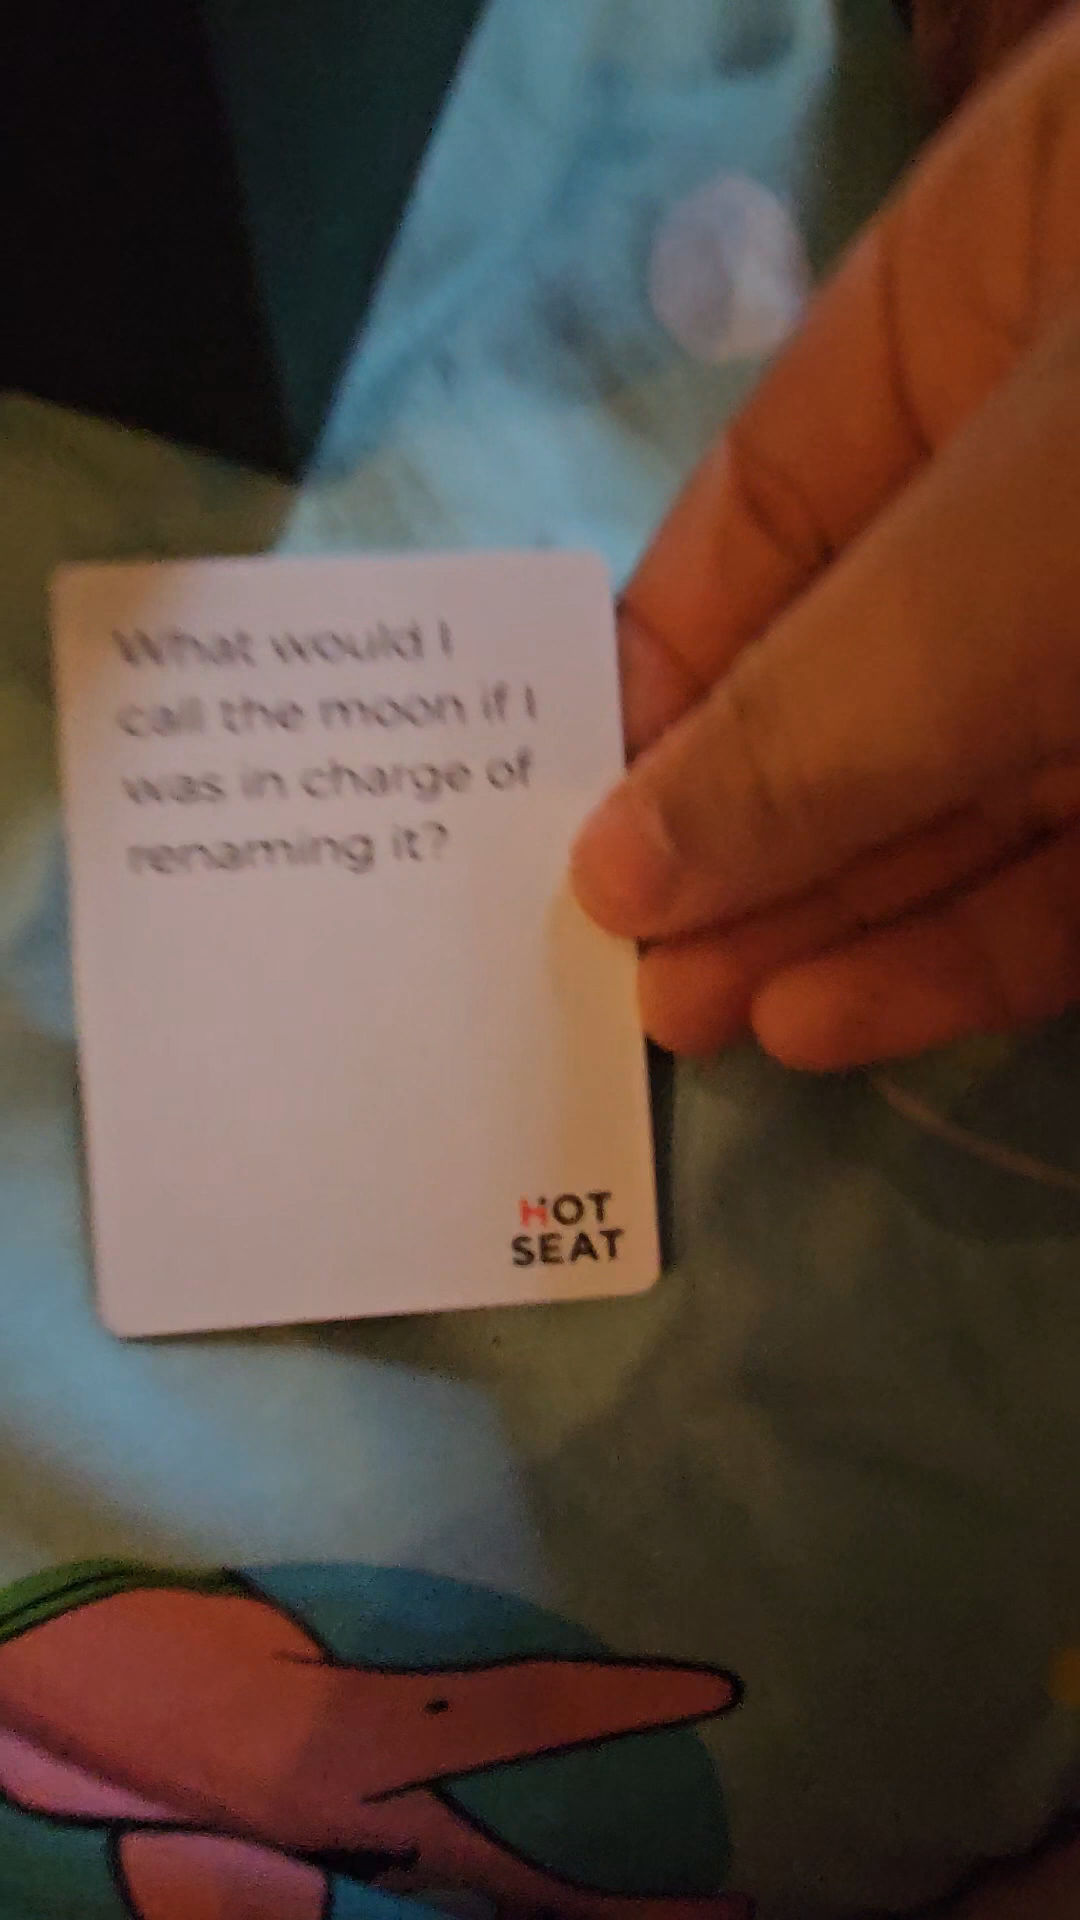 What would I
call the moon if I
was in charge of
renaming it?
HOT
SEAT